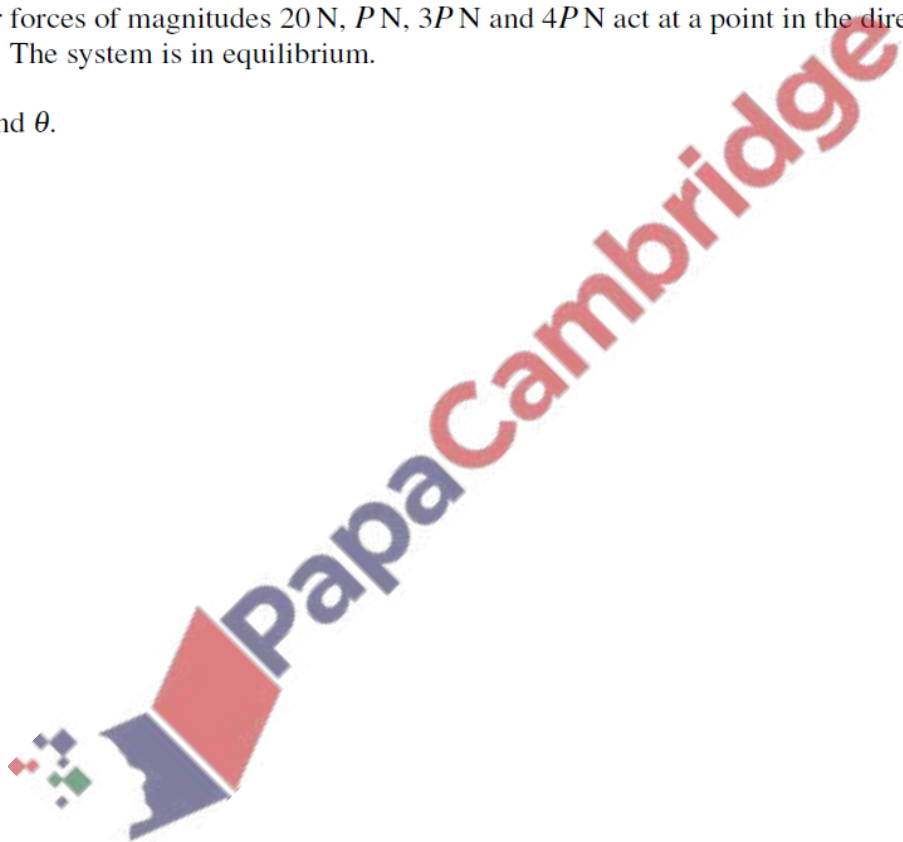 forces of magnitudes 20 N, P N, 3P N and 4P N act at a point in the dire
The system is in equilibrium.
nd θ.
PapaCambridge